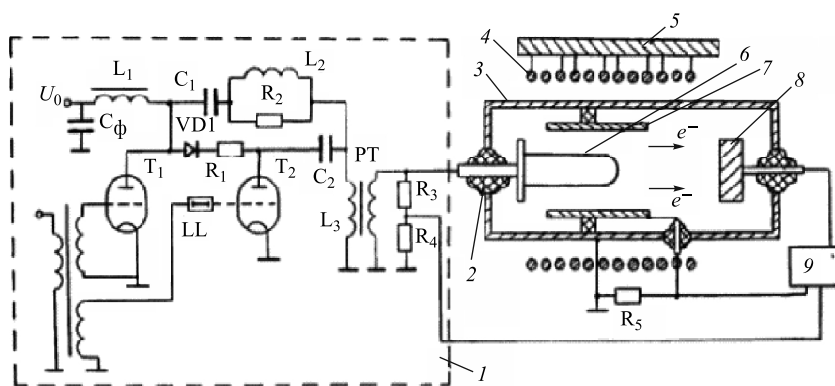 4
5
6
7
8
3
L₁
C₁
L₂
U₀
R₂
Cф
VD1
T₁
R₁
T₂
C₂
PT
e⁻
R₃
LL
L₃
R₄
e⁻
2
9
R₅
1